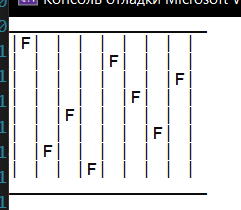 Консоль отладки Microsoft V
| F | | | | | | | |
| | | | | F | | | |
| | | | | | | | F |
| | | | | | F | | |
| | | F | | | | | |
| | | | | | | F | |
| | F | | | | | | |
| | | | F | | | | |